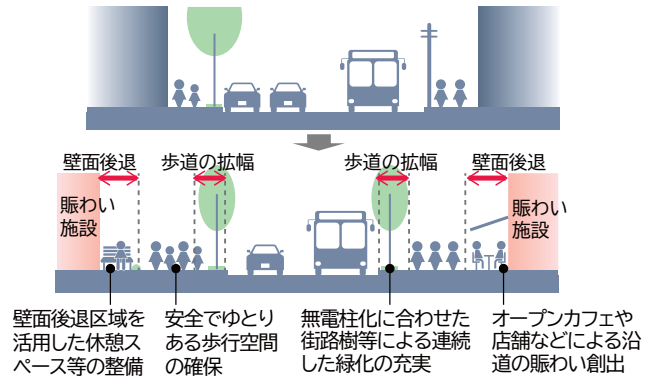 壁面後退
歩道の拡幅
歩道の拡幅
壁面後退
賑わい
施設
賑わい
施設
壁面後退区域を
活用した休憩ス
ペース等の整備
安全でゆとり
ある歩行空間
の確保
無電柱化に合わせた
街路樹等による連続
した緑化の充実
オープンカフェや
店舗などによる沿
道の賑わい創出